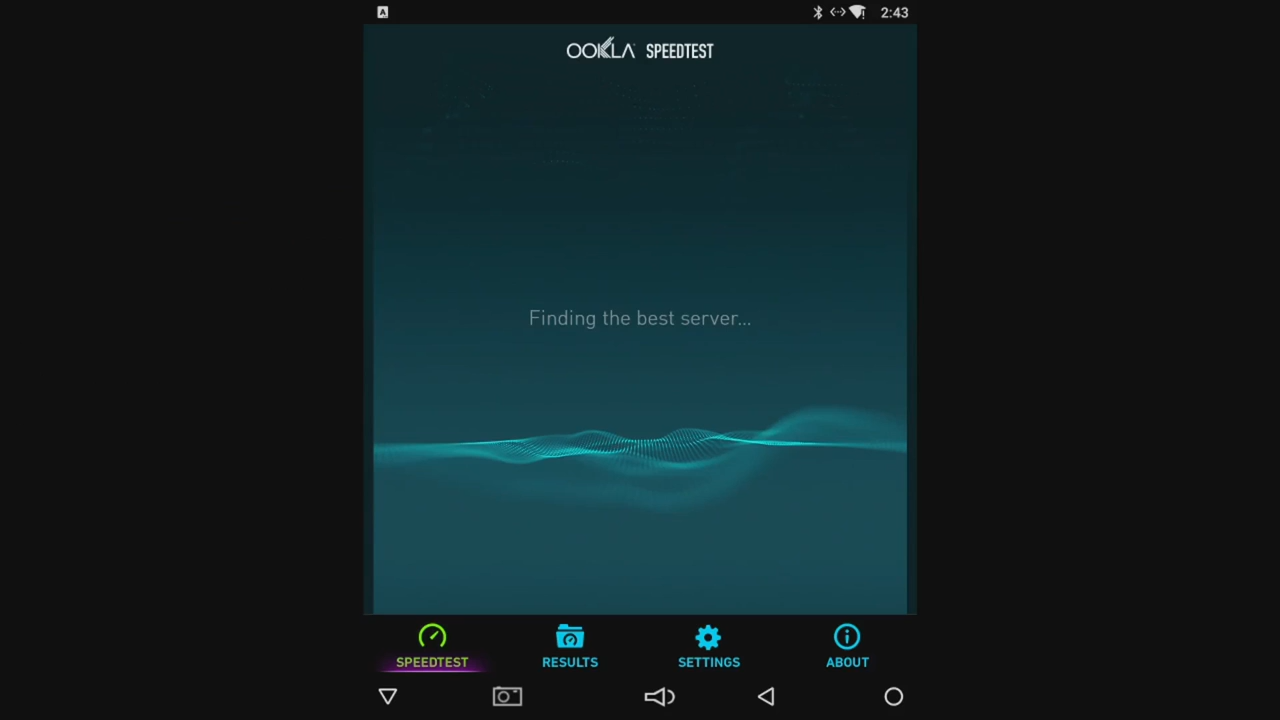 2:43
OOKLA SPEEDTEST
Finding the best server...
SPEEDTEST RESULTS SETTINGS ABOUT